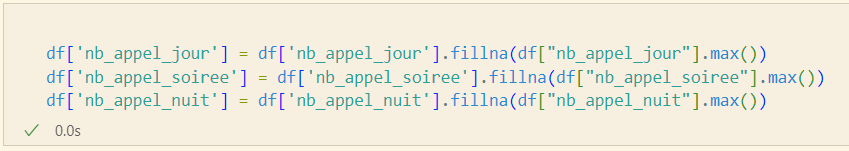 df['nb_appel_jour'] = df['nb_appel_jour'].fillna(df["nb_appel_jour"].max())
df['nb_appel_soiree'] = df['nb_appel_soiree'].fillna(df["nb_appel_soiree"].max())
df['nb_appel_nuit'] = df['nb_appel_nuit'].fillna(df["nb_appel_nuit"].max())
0.0s